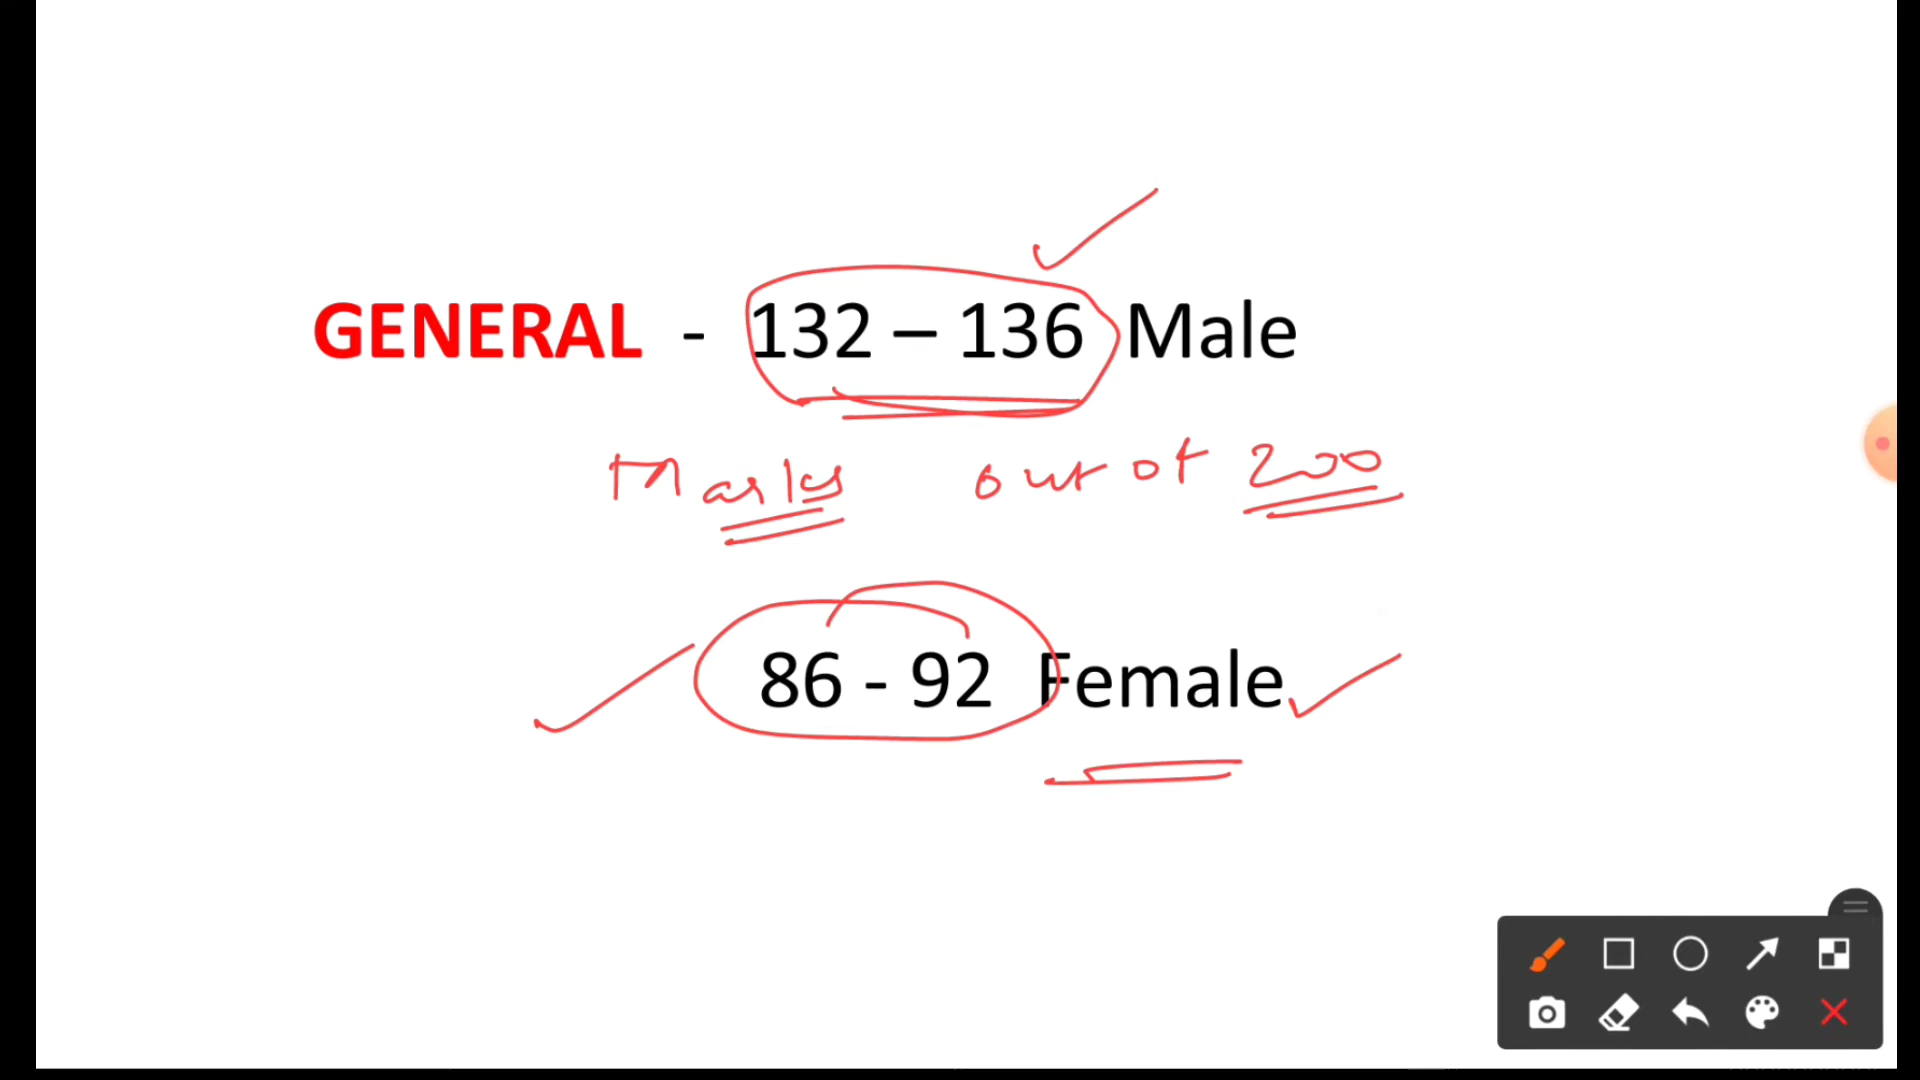 GENERAL - 132 – 136 Male
Marks out of 200
86 - 92 Female